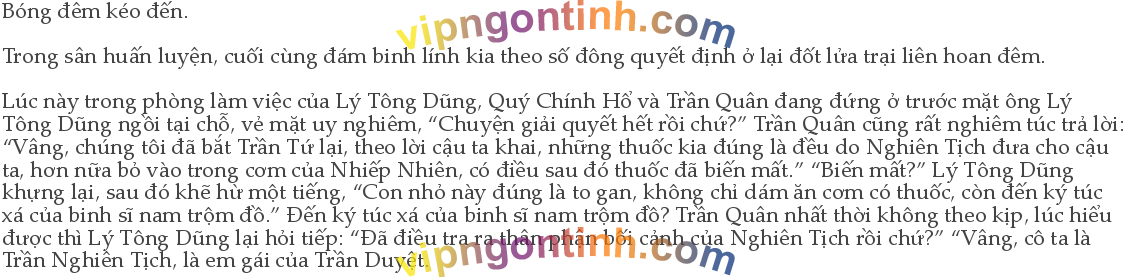 Bóng đêm kéo đến.
vipngontinh.com
Trong sân huấn luyện, cuối cùng đám binh lính kia theo số đông quyết định ở lại đốt lửa trại liên hoan đêm.
Lúc này trong phòng làm việc của Lý Tông Dũng, Quý Chính Hổ và Trần Quân đang đứng ở trước mặt ông Lý
Tông Dũng ngồi tại chỗ, vẻ mặt uy nghiêm, “Chuyện giải quyết hết rồi chứ?” Trần Quân cũng rất nghiêm túc trả lời:
“Vâng, chúng tôi đã bắt Trần Tứ lại, theo lời cậu ta khai, những thuốc kia đúng là đều do Nghiên Tịch đưa cho cậu
ta, hơn nữa bỏ vào trong cơm của Nhiếp Nhiên, có điều sau đó thuốc đã biến mất.” “Biến mất?” Lý Tông Dũng
khựng lại, sau đó khẽ hừ một tiếng, “Con nhỏ này đúng là to gan, không chỉ dám ăn cơm có thuốc, còn đến ký túc
xá của binh sĩ nam trộm đồ.” Đến ký túc xá của binh sĩ nam trộm đồ? Trần Quân nhất thời không theo kịp, lúc hiểu
được thì Lý Tông Dũng lại hỏi tiếp: “Đã điều tra ra thân phận bối cảnh của Nghiên Tịch rồi chứ?” “Vâng, cô ta là
Trần Nghiên Tịch, là em gái của Trần Duyệt.
vipngontinh.com